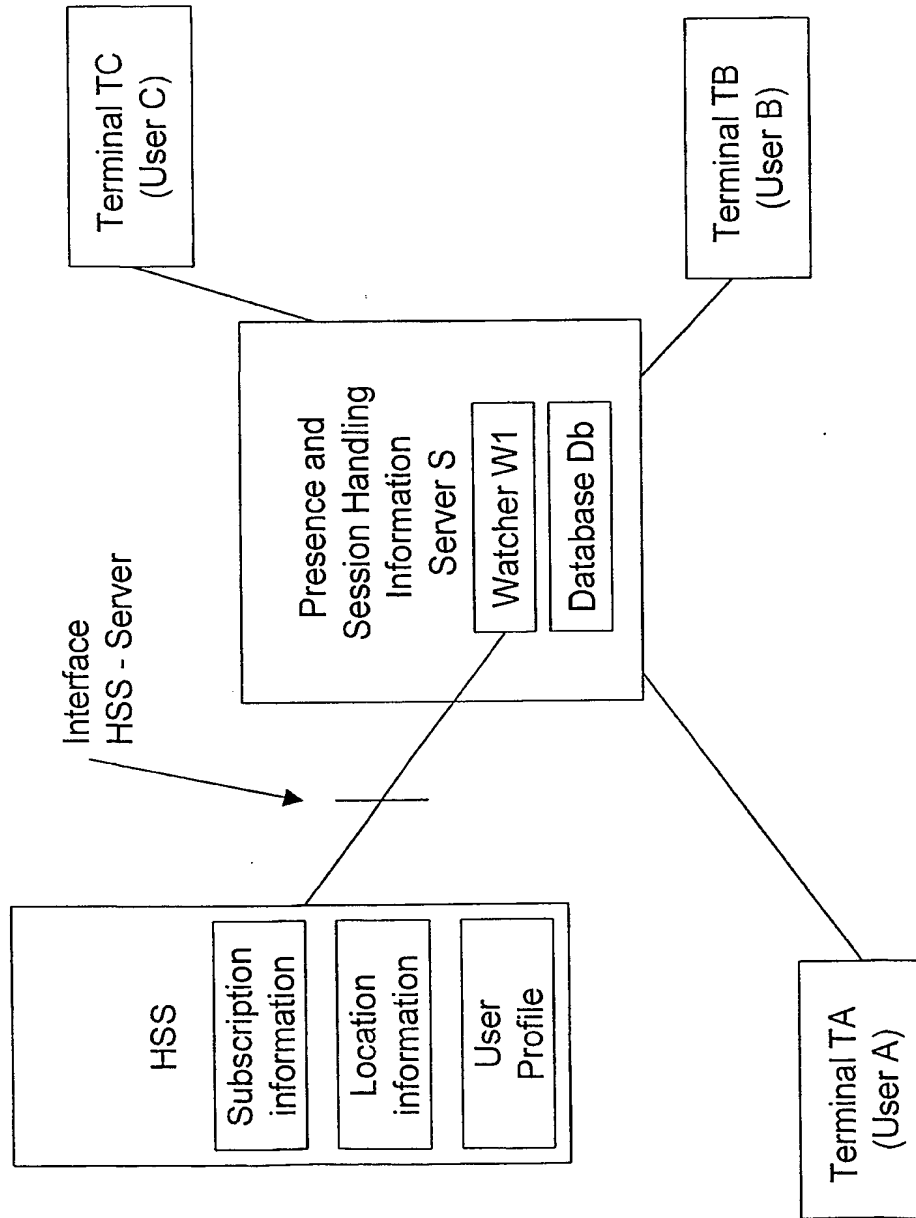 HSS
Subscription
information
Location
information
User
Profile
Interface
HSS - Server
Presence and
Session Handling
Information
Server S
Watcher W1
Database Db
Terminal TC
(User C)
Terminal TA
(User A)
Terminal TB
(User B)